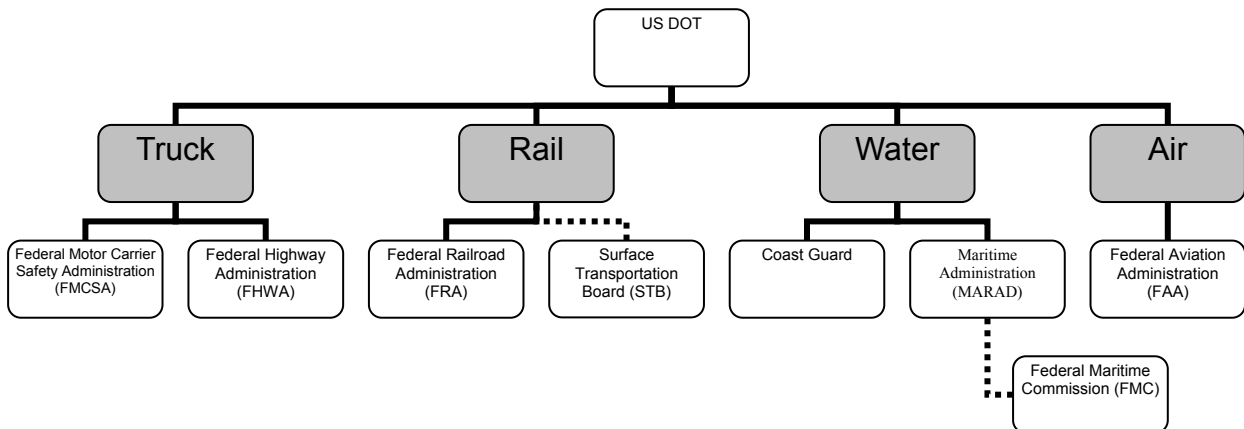 US DOT
Truck
Rail
Water
Air
Federal Motor Carrier
Safety Administration
(FMCSA)
Federal Highway
Administration
(FHWA)
Federal Railroad
Administration
(FRA)
Surface
Transportation
Board (STB)
Coast Guard
Maritime
Administration
(MARAD)
Federal Aviation
Administration
(FAA)
Federal Maritime
Commission (FMC)